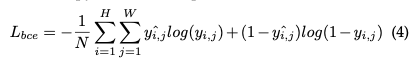 L_{bce} = -\frac{1}{N} \sum_{i=1}^{H} \sum_{j=1}^{W} \hat{y_{i,j}} log(y_{i,j}) + (1 - \hat{y_{i,j}}) log(1 - y_{i,j}) (4)